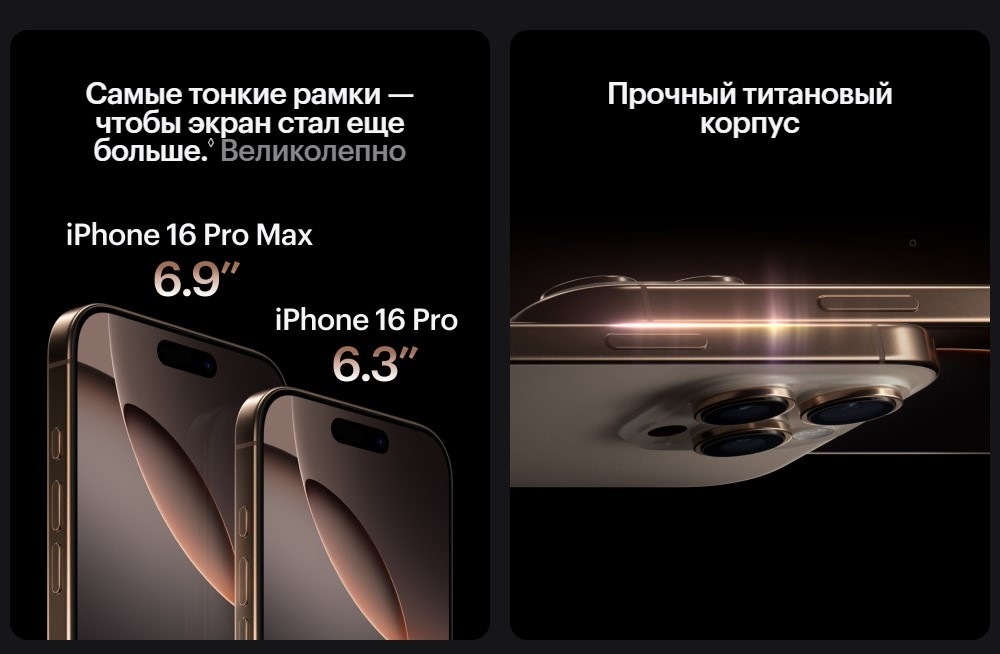 Самые тонкие рамки —
чтобы экран стал еще
больше.◊ Великолепно
iPhone 16 Pro Max
6.9″
iPhone 16 Pro
6.3″
Прочный титановый
корпус